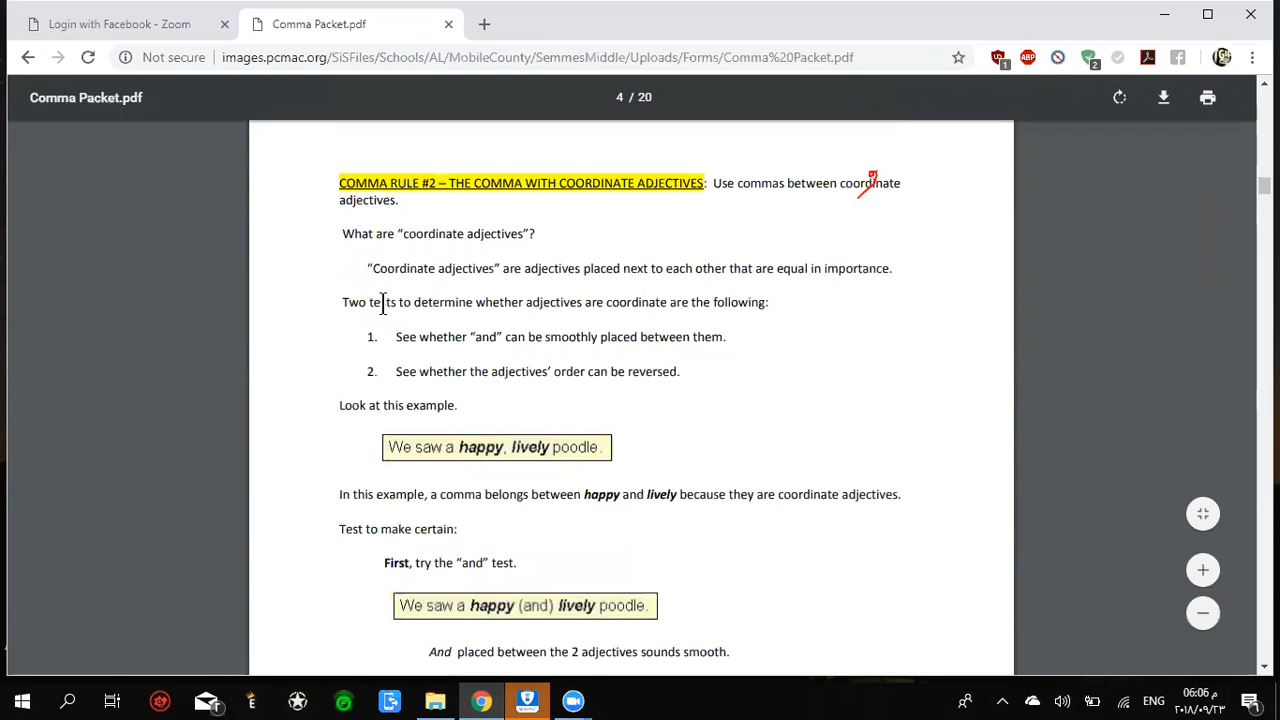 Login with Facebook - Zoom
Comma Packet.pdf
Not secure
images.pcmac.org/SiSFiles/Schools/AL/MobileCounty/SemmesMiddle/Uploads/Forms/Comma%20Packet.pdf
1
ABP
2
Comma Packet.pdf
4 / 20
COMMA RULE #2 – THE COMMA WITH COORDINATE ADJECTIVES: Use commas between coordinate
adjectives.
What are “coordinate adjectives”?
“Coordinate adjectives” are adjectives placed next to each other that are equal in importance.
Two tests to determine whether adjectives are coordinate are the following:
1. See whether “and” can be smoothly placed between them.
2. See whether the adjectives’ order can be reversed.
Look at this example.
We saw a happy, lively poodle.
In this example, a comma belongs between happy and lively because they are coordinate adjectives.
Test to make certain:
First, try the “and” test.
We saw a happy (and) lively poodle.
And placed between the 2 adjectives sounds smooth.
ENG
06:06 م
٢٠١٨/٠٩/٢٣